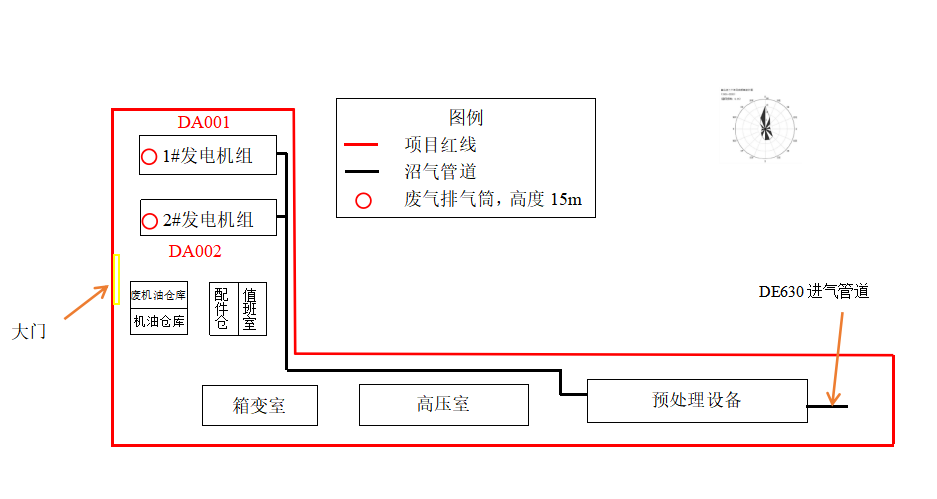 DA001
1#发电机组
2#发电机组
DA002
废机油仓库
机油仓库
配件仓
值班室
大门
图例
项目红线
沼气管道
废气排气筒，高度 15m
DE630 进气管道
箱变室
高压室
预处理设备